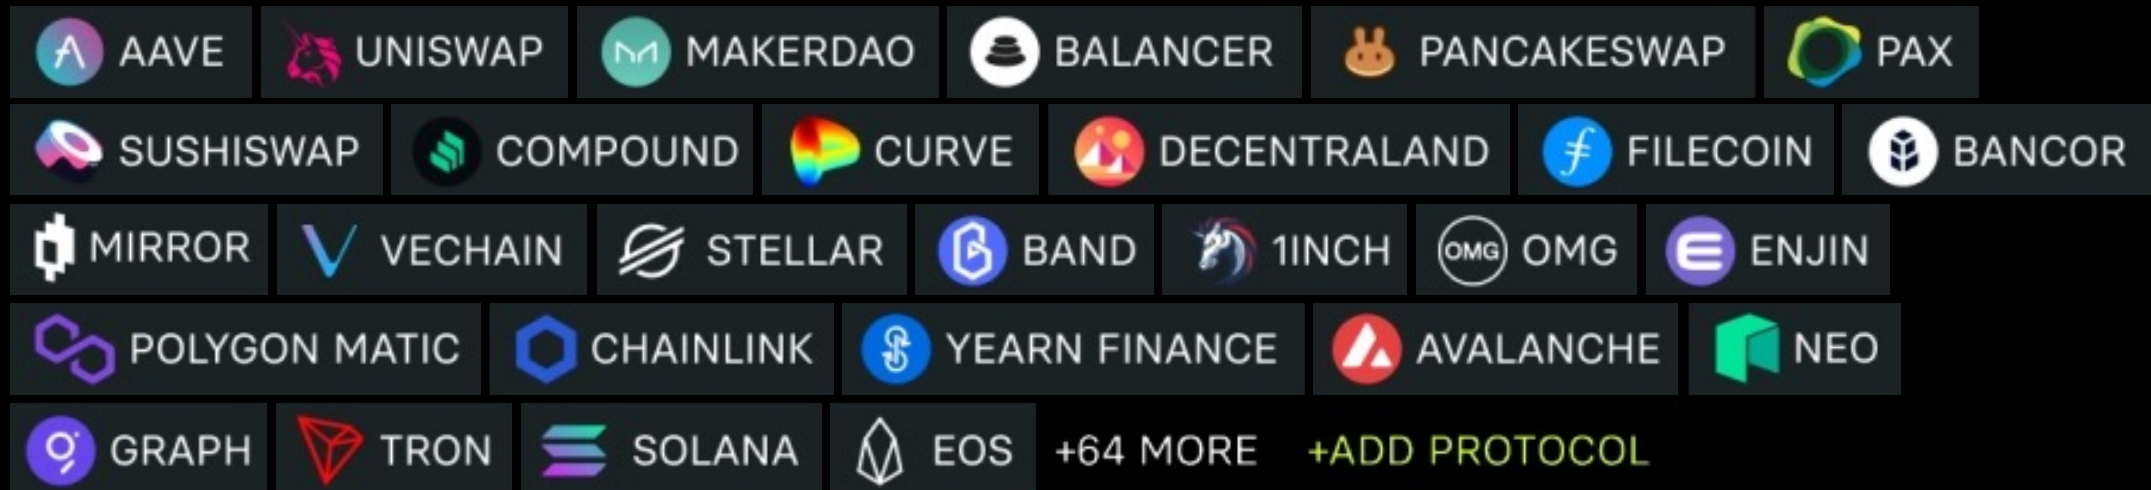 AAVE UNISWAP MAKERDAO BALANCER PANCAKESWAP PAX
SUSHISWAP COMPOUND CURVE DECENTRALAND FILECOIN BANCOR
MIRROR VECHAIN STELLAR BAND 1INCH OMG OMG ENJIN
POLYGON MATIC CHAINLINK YEARN FINANCE AVALANCHE NEO
GRAPH TRON SOLANA EOS +64 MORE +ADD PROTOCOL